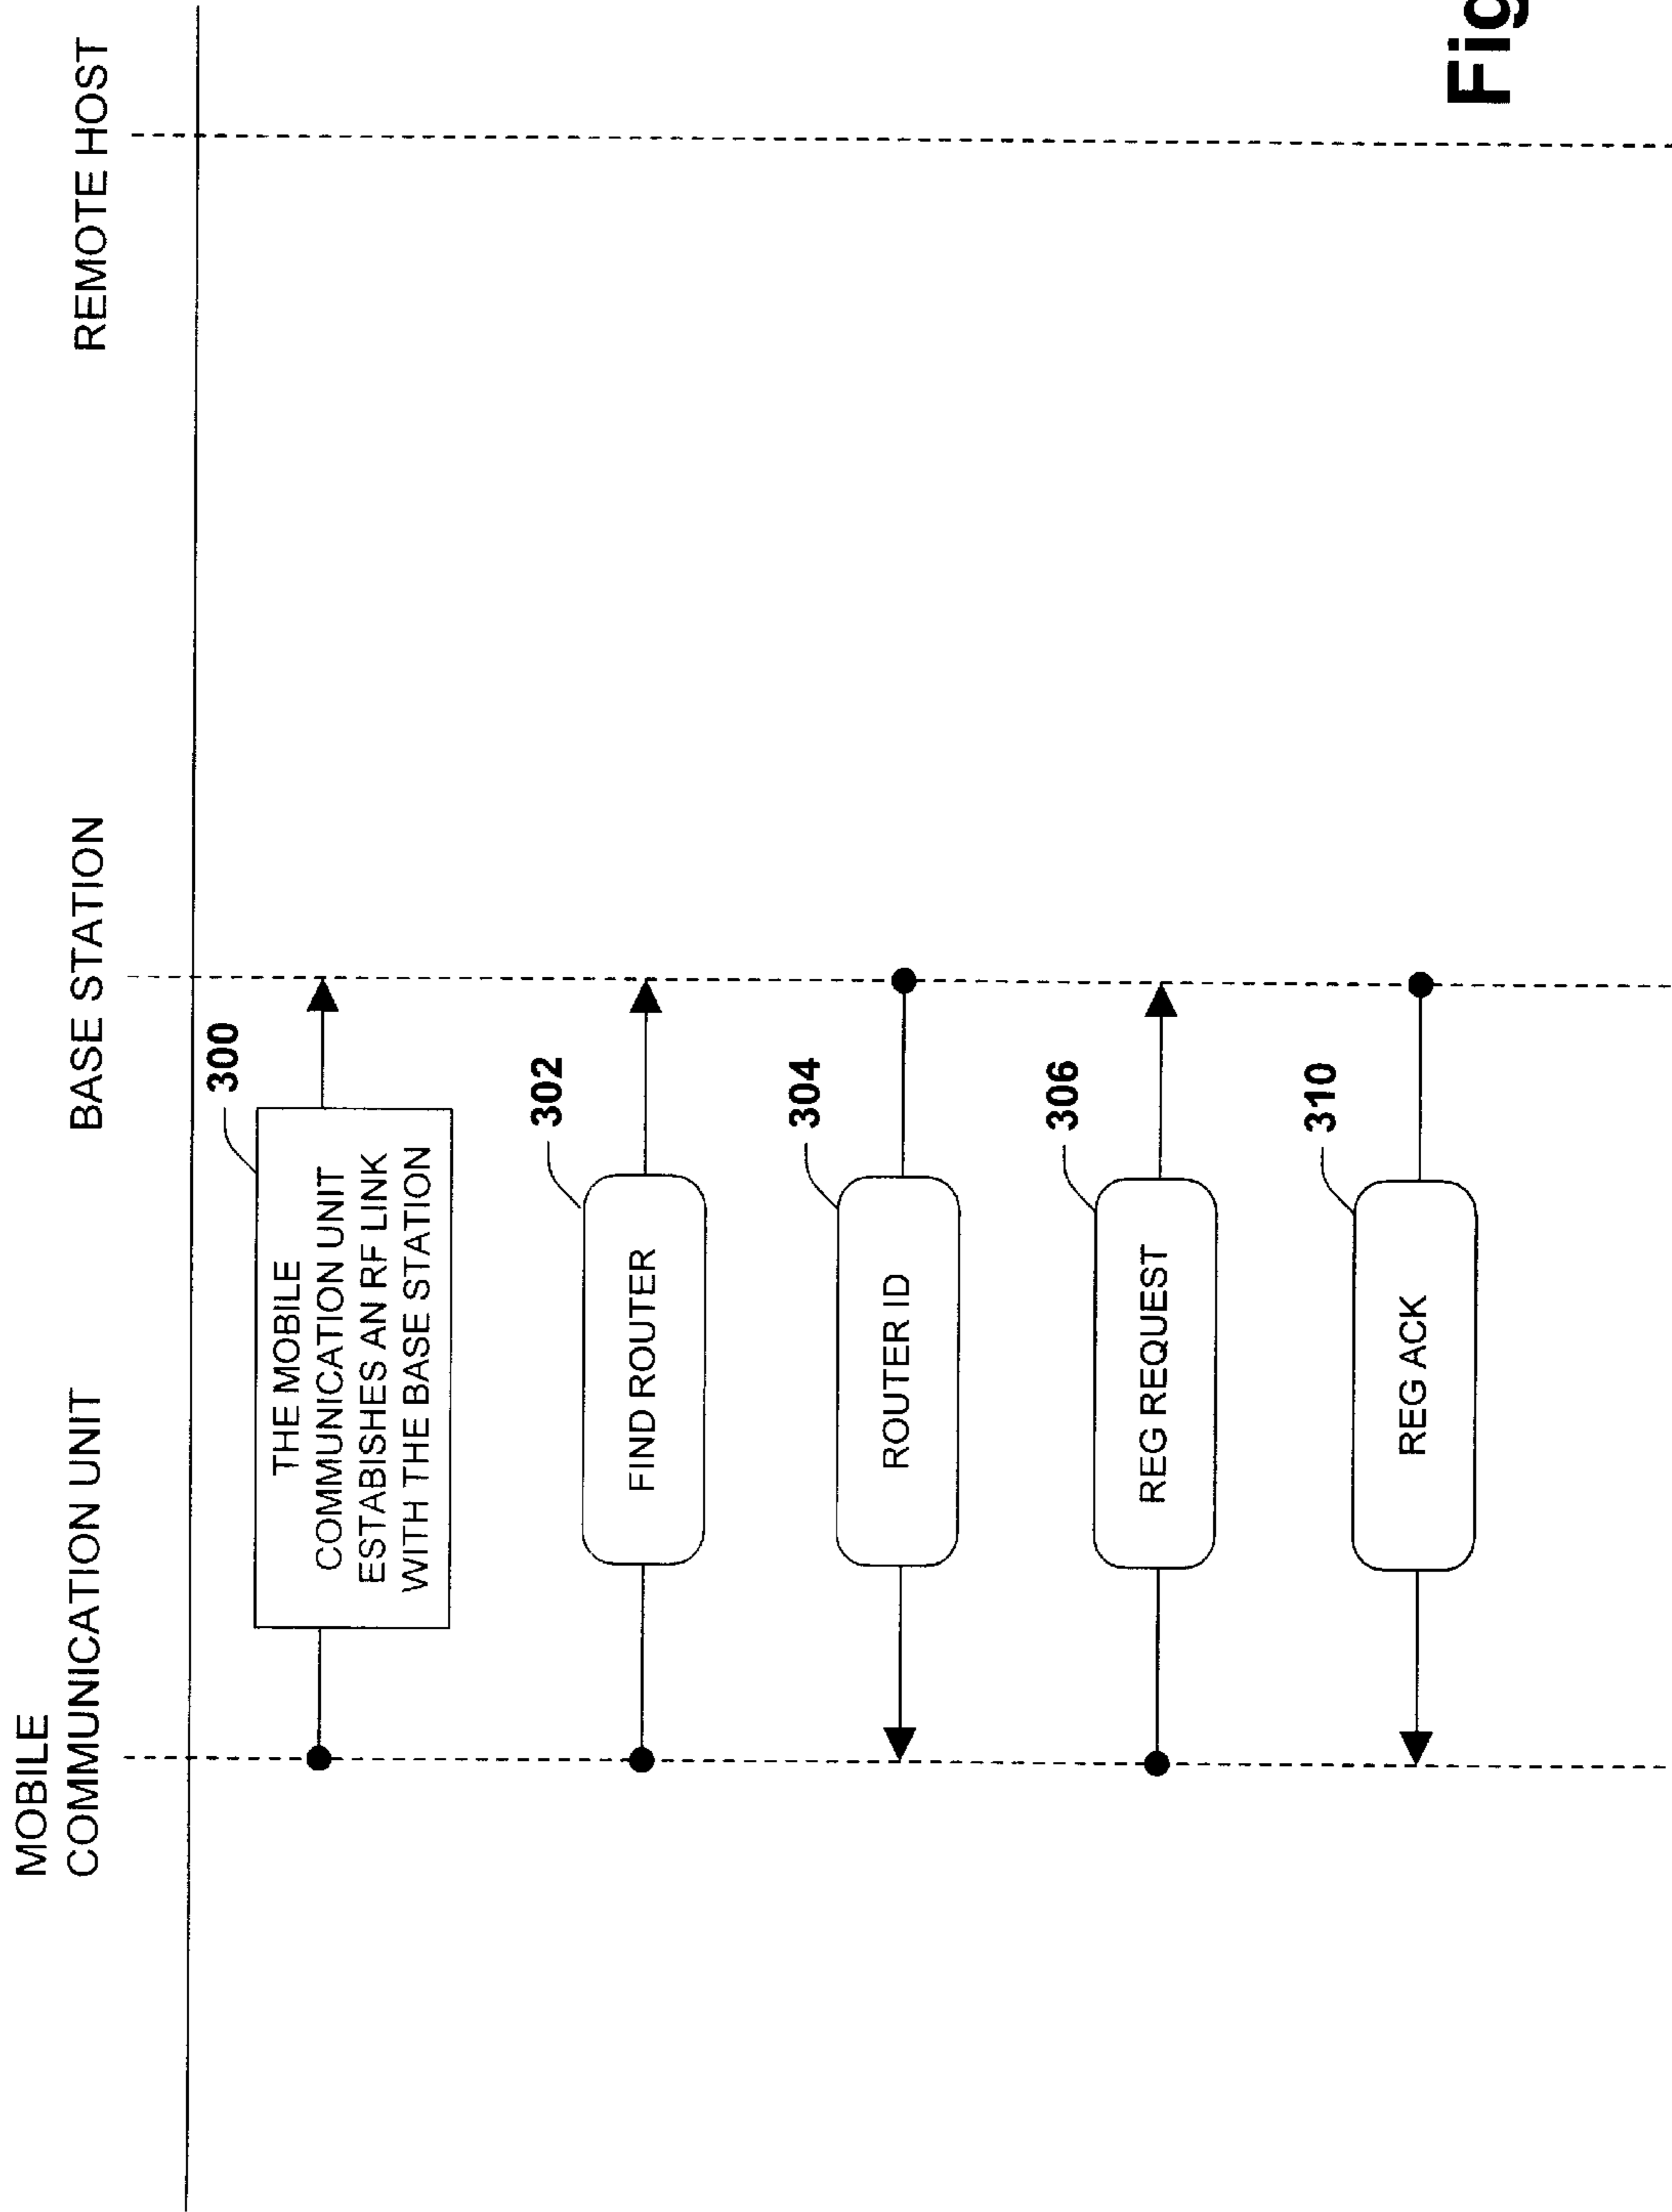 MOBILE
COMMUNICATION UNIT
BASE STATION
REMOTE HOST
300
THE MOBILE
COMMUNICATION UNIT
ESTABISHES AN RF LINK
WITH THE BASE STATION
302
FIND ROUTER
304
ROUTER ID
306
REG REQUEST
310
REG ACK
Fig